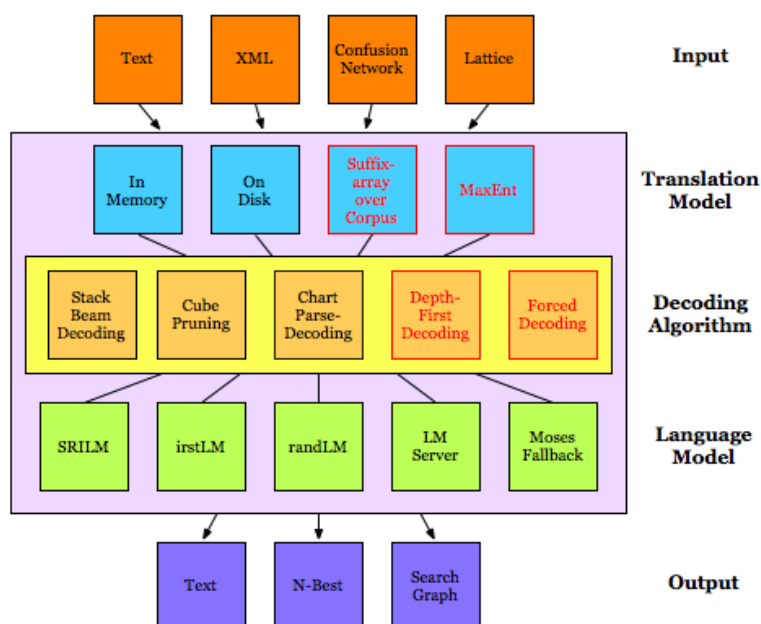 Text
XML
Confusion
Network
Lattice
Input
In
Memory
On
Disk
Suffix-
array
over
Corpus
MaxEnt
Translation
Model
Stack
Beam
Decoding
Cube
Pruning
Chart
Parse-
Decoding
Depth-
First
Decoding
Forced
Decoding
Decoding
Algorithm
SRILM
irstLM
randLM
LM
Server
Moses
Fallback
Language
Model
Text
N-Best
Search
Graph
Output